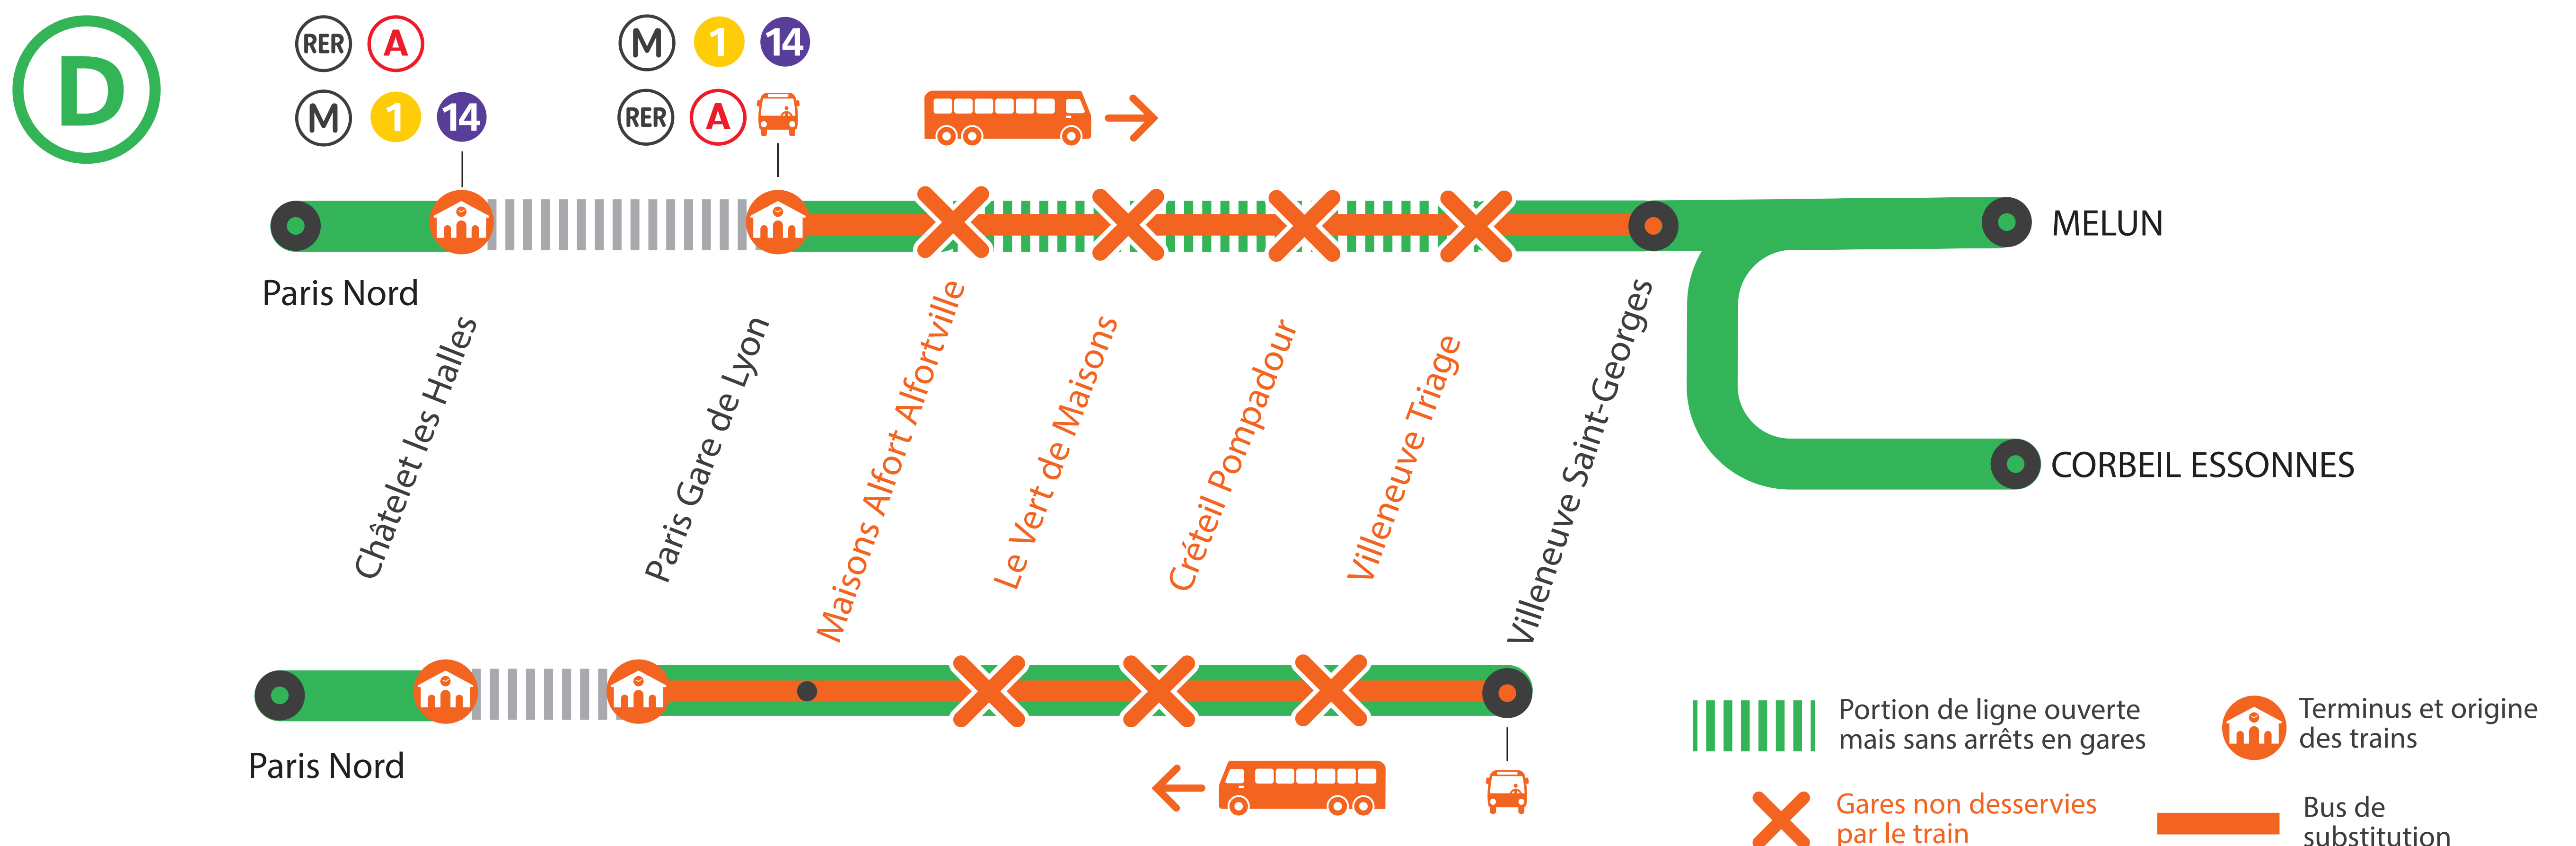 D
RER A
M 1 14
M 1 14
RER A
MELUN
Paris Nord
Châtelet les Halles
Paris Gare de Lyon
Maisons Alfort Alfortville
Le Vert de Maisons
Créteil Pompadour
Villeneuve Triage
Villeneuve Saint-Georges
CORBEIL ESSONNES
Paris Nord
Portion de ligne ouverte
mais sans arrêts en gares
Terminus et origine
des trains
Gares non desservies
par le train
Bus de
substitution